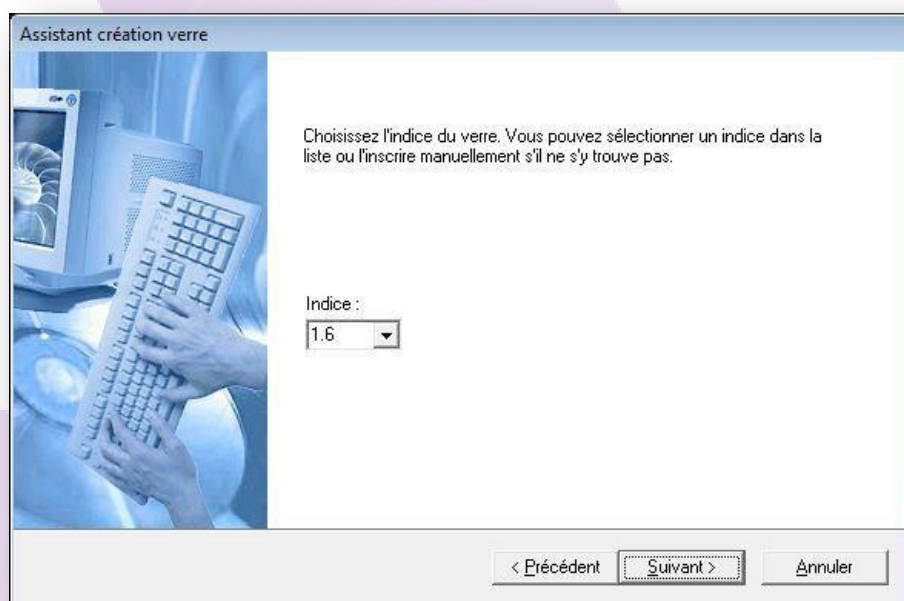 Assistant création verre
Choisissez l'indice du verre. Vous pouvez sélectionner un indice dans la
liste ou l'inscrire manuellement s'il ne s'y trouve pas.
Indice :
1.6
< Précédent
Suivant >
Annuler